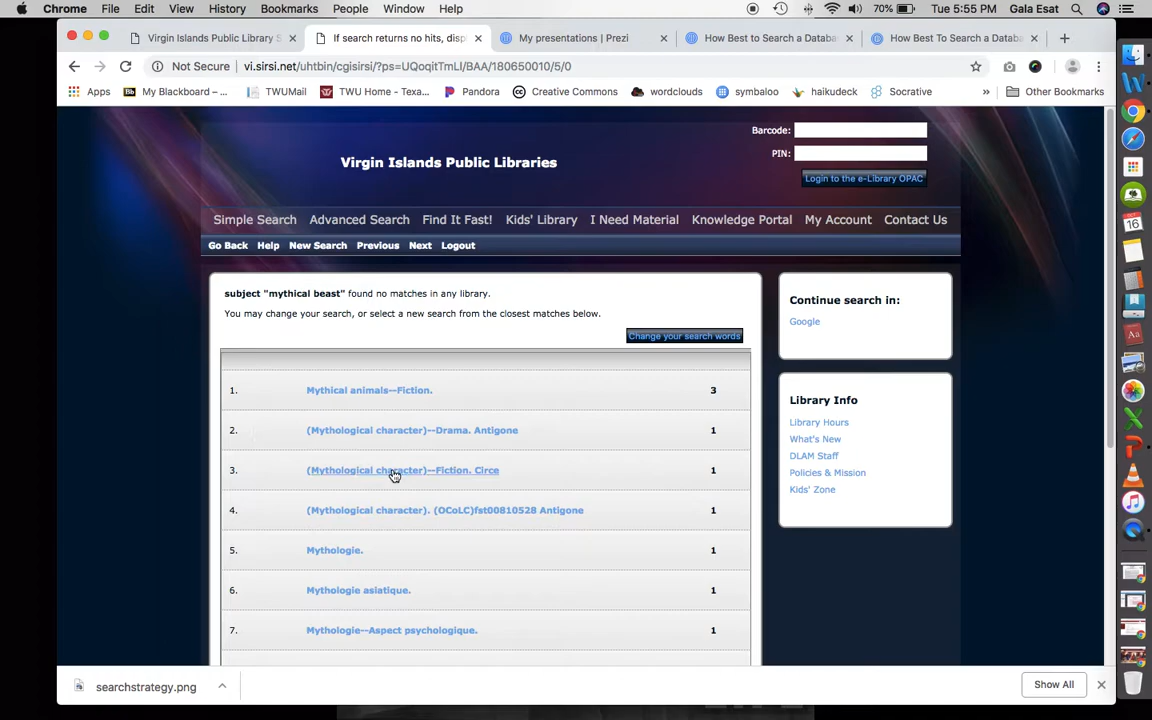 Chrome File Edit View History Bookmarks People Window Help 70% Tue 5:55 PM Gala Esat
Virgin Islands Public Library S If search returns no hits, disp My presentations | Prezi How Best to Search a Databa How Best To Search a Databa
Not Secure | vi.sirsi.net/uhtbin/cgisirsi/?ps=UQoqitTmLI/BAA/180650010/5/0
Apps My Blackboard – ... TWUMail TWU Home - Texa... Pandora Creative Commons wordclouds symbaloo haikudeck Socrative » Other Bookmarks
Barcode:
Virgin Islands Public Libraries
PIN:
Login to the e-Library OPAC
Simple Search Advanced Search Find It Fast! Kids' Library I Need Material Knowledge Portal My Account Contact Us
Go Back Help New Search Previous Next Logout
subject "mythical beast" found no matches in any library.
You may change your search, or select a new search from the closest matches below.
Change your search words
1. Mythical animals--Fiction. 3
2. (Mythological character)--Drama. Antigone 1
3. (Mythological character)--Fiction. Circe 1
4. (Mythological character). (OCoLC)fst00810528 Antigone 1
5. Mythologie. 1
6. Mythologie asiatique. 1
7. Mythologie--Aspect psychologique. 1
Continue search in:
Google
Library Info
Library Hours
What's New
DLAM Staff
Policies & Mission
Kids' Zone
searchstrategy.png
Show All